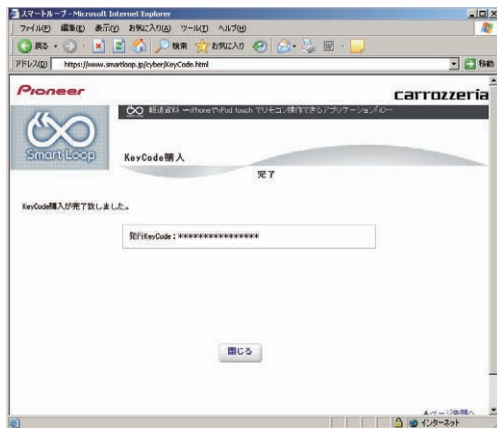 スマートループ - Microsoft Internet Explorer
ファイル(F) 編集(E) 表示(V) お気に入り(A) ツール(T) ヘルプ(H)
戻る 検索 お気に入り
アドレス(D) https://www.smartloop.jp/cyber/KeyCode.html 移動
Pioneer carrozzeria
Smart Loop
KeyCode購入
完了
KeyCode購入が完了致しました。
発行KeyCode：****************
閉じる
インターネット